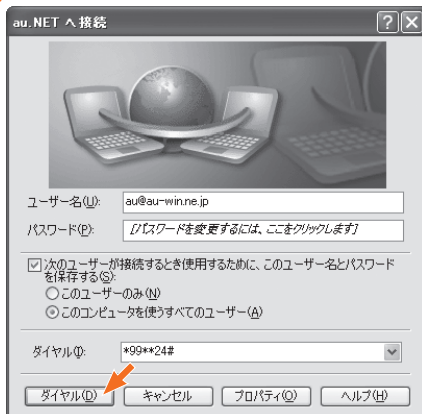 au.NET へ接続
ユーザー名(U):
au@au-win.ne.jp
パスワード(P):
[パスワードを変更するには、ここをクリックします]
次のユーザーが接続するとき使用するために、このユーザー名とパスワード
を保存する(S):
このユーザーのみ(N)
このコンピュータを使うすべてのユーザー(A)
ダイヤル(I):
*99**24#
ダイヤル(D) キャンセル プロパティ(O) ヘルプ(H)